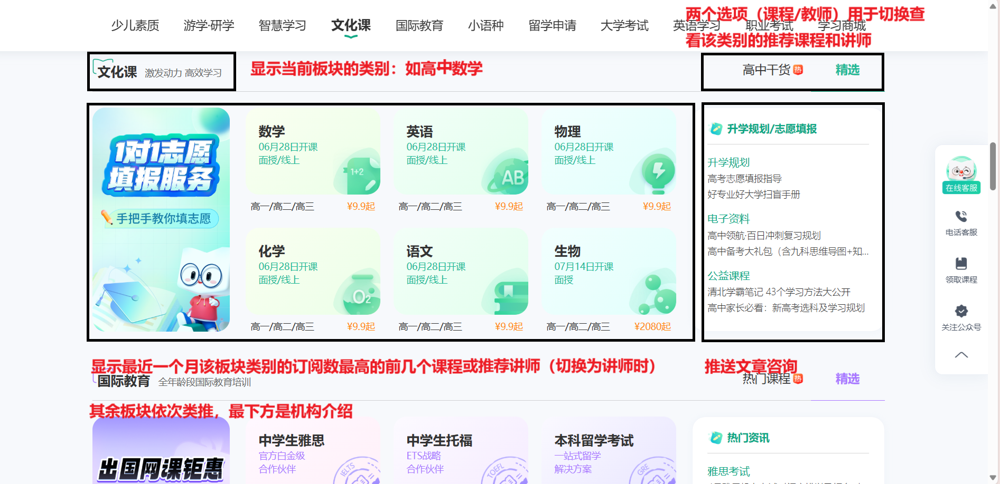 少儿素质 游学·研学 智慧学习 文化课 国际教育 小语种 留学申请 大学考试 英语学习 职业考试 学习商城
两个选项（课程/教师）用于切换查
看该类别的推荐课程和讲师
文化课 激发动力 高效学习
显示当前板块的类别：如高中数学
高中干货 热 精选
1对1志愿
填报服务
手把手教你填志愿
数学
06月28日开课
面授/线上
1+2
高一/高二/高三 ¥9.9起
英语
06月28日开课
面授/线上
AB
高一/高二/高三 ¥9.9起
物理
06月28日开课
面授/线上
高一/高二/高三 ¥9.9起
化学
06月28日开课
面授/线上
O2
高一/高二/高三 ¥9.9起
语文
06月28日开课
面授/线上
高一/高二/高三 ¥9.9起
生物
07月14日开课
面授
高一/高二/高三 ¥2080起
升学规划/志愿填报
升学规划
高考志愿填报指导
好专业好大学扫盲手册
电子资料
高中领航·百日冲刺复习规划
高中备考大礼包（含九科思维导图+知...
公益课程
清北学霸笔记 43个学习方法大公开
高中家长必看：新高考选科及学习规划
在线客服
电话客服
领取课程
关注公众号
显示最近一个月该板块类别的订阅数最高的前几个课程或推荐讲师（切换为讲师时）
推送文章咨询
国际教育 全年龄段国际教育培训
热门课程 热 精选
其余板块依次类推，最下方是机构介绍
出国网课钜惠
中学生雅思
官方白金级
合作伙伴
IELTS
中学生托福
ETS战略
合作伙伴
TOEFL
本科留学考试
一站式留学
解决方案
GRE
热门资讯
雅思考试